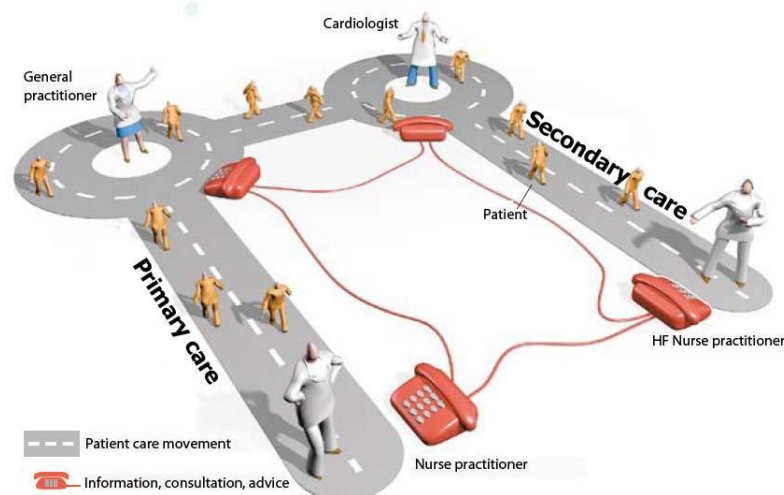 Cardiologist
General
practitioner
Secondary care
Patient
Primary care
HF Nurse practitioner
Nurse practitioner
Patient care movement
Information, consultation, advice